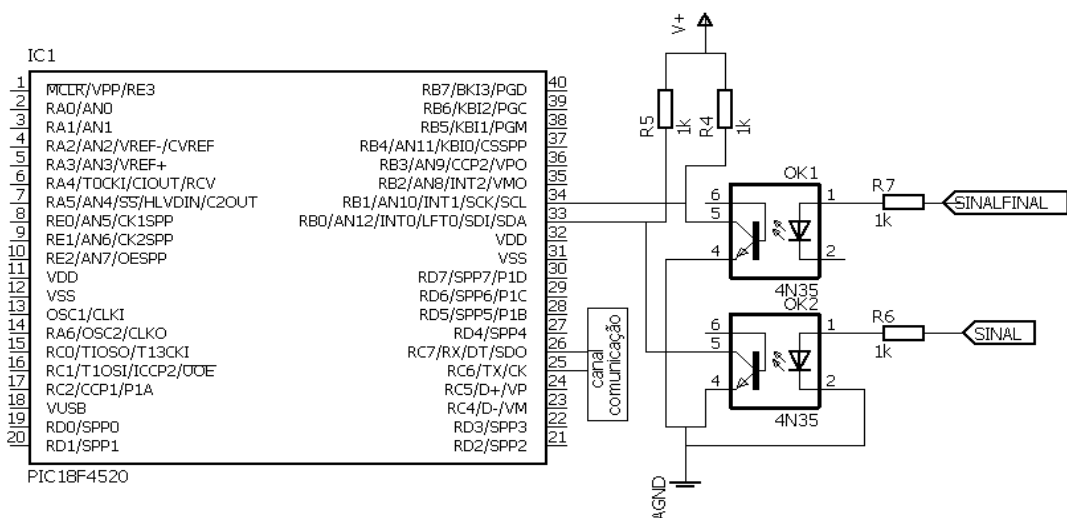 IC1
1 MCLR/VPP/RE3
2 RA0/AN0
3 RA1/AN1
4 RA2/AN2/VREF-/CVREF
5 RA3/AN3/VREF+
6 RA4/T0CKI/CIOUT/RCV
7 RA5/AN4/SS/HLVDIN/C2OUT
8 RE0/AN5/CK1SPP
9 RE1/AN6/CK2SPP
10 RE2/AN7/OESPP
11 VDD
12 VSS
13 OSC1/CLKI
14 RA6/OSC2/CLKO
15 RC0/TIOSO/T13CKI
16 RC1/T1OSI/ICCP2/UOE
17 RC2/CCP1/P1A
18 VUSB
19 RD0/SPP0
20 RD1/SPP1
RB7/BKI3/PGD 40
RB6/KBI2/PGC 39
RB5/KBI1/PGM 38
RB4/AN11/KBI0/CSSPP 37
RB3/AN9/CCP2/VPO 36
RB2/AN8/INT2/VMO 35
RB1/AN10/INT1/SCK/SCL 34
RB0/AN12/INT0/LFT0/SDI/SDA 33
VDD 32
VSS 31
RD7/SPP7/P1D 30
RD6/SPP6/P1C 29
RD5/SPP5/P1B 28
RD4/SPP4 27
RC7/RX/DT/SDO 26
RC6/TX/CK 25
RC5/D+/VP 24
RC4/D-/VM 23
RD3/SPP3 22
RD2/SPP2 21
PIC18F4520
canal
comunicação
V+
R5
1k
R4
1k
OK1
6
5
4
1
2
4N35
R7
1k
SINALFINAL
OK2
6
5
4
1
2
4N35
R6
1k
SINAL
AGND